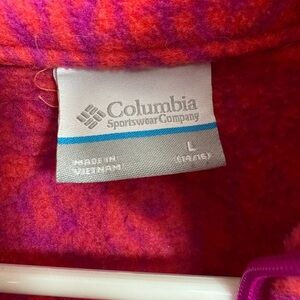 Columbia
Sportswear Company
MADE IN
VIETNAM
L
(14/16)